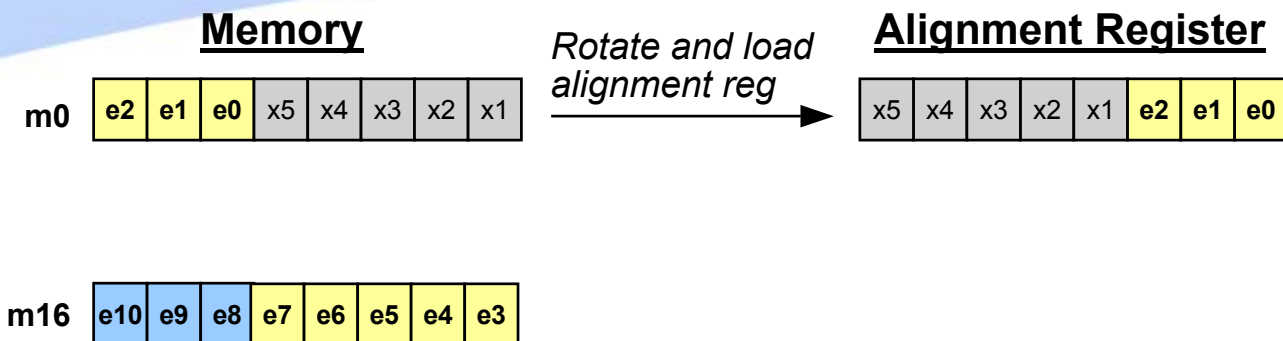 Memory
Rotate and load
alignment reg
Alignment Register
m0 e2 e1 e0 x5 x4 x3 x2 x1
x5 x4 x3 x2 x1 e2 e1 e0
m16 e10 e9 e8 e7 e6 e5 e4 e3